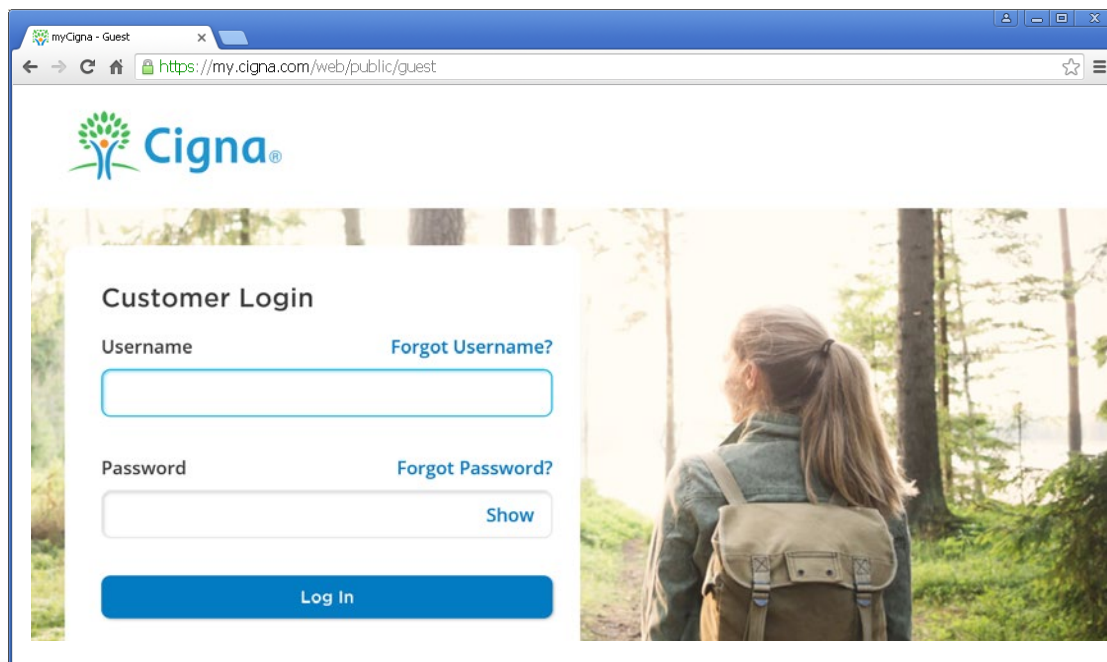 myCigna - Guest
https://my.cigna.com/web/public/guest
Cigna®
Customer Login
Username
Forgot Username?
Password
Forgot Password?
Show
Log In